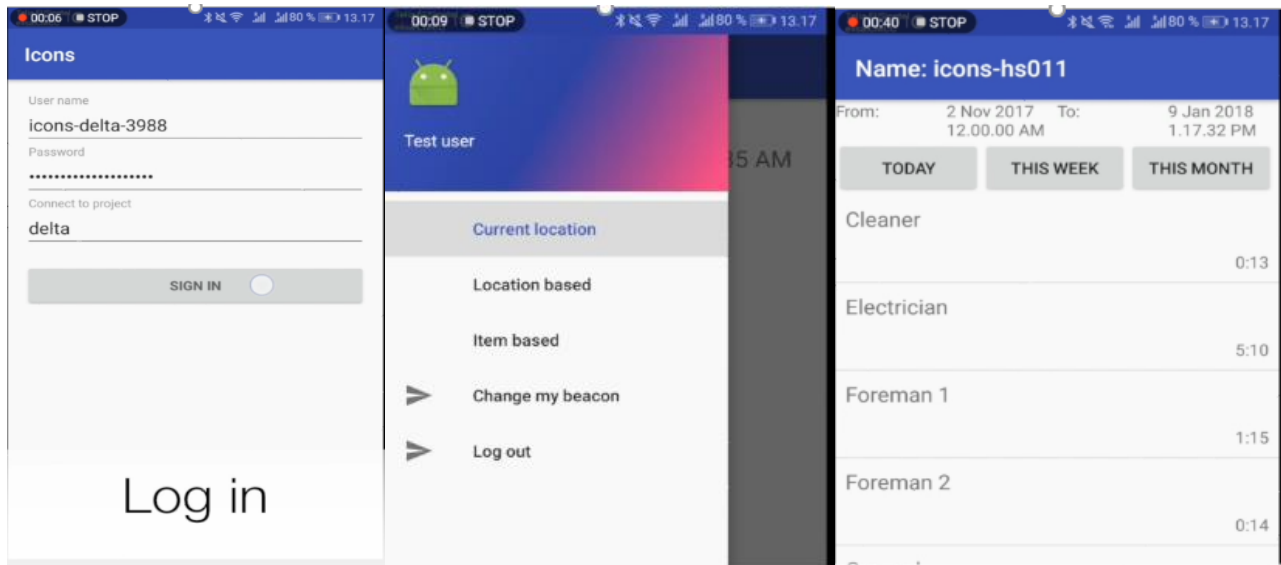 00:06 STOP 80 % 13.17
Icons
User name
icons-delta-3988
Password
••••••••••••••••••••
Connect to project
delta
SIGN IN
Log in
00:09 STOP 80 % 13.17
Test user
35 AM
Current location
Location based
Item based
Change my beacon
Log out
00:40 STOP 80 % 13.17
Name: icons-hs011
From: 2 Nov 2017 To: 9 Jan 2018
12.00.00 AM 1.17.32 PM
TODAY THIS WEEK THIS MONTH
Cleaner
0:13
Electrician
5:10
Foreman 1
1:15
Foreman 2
0:14